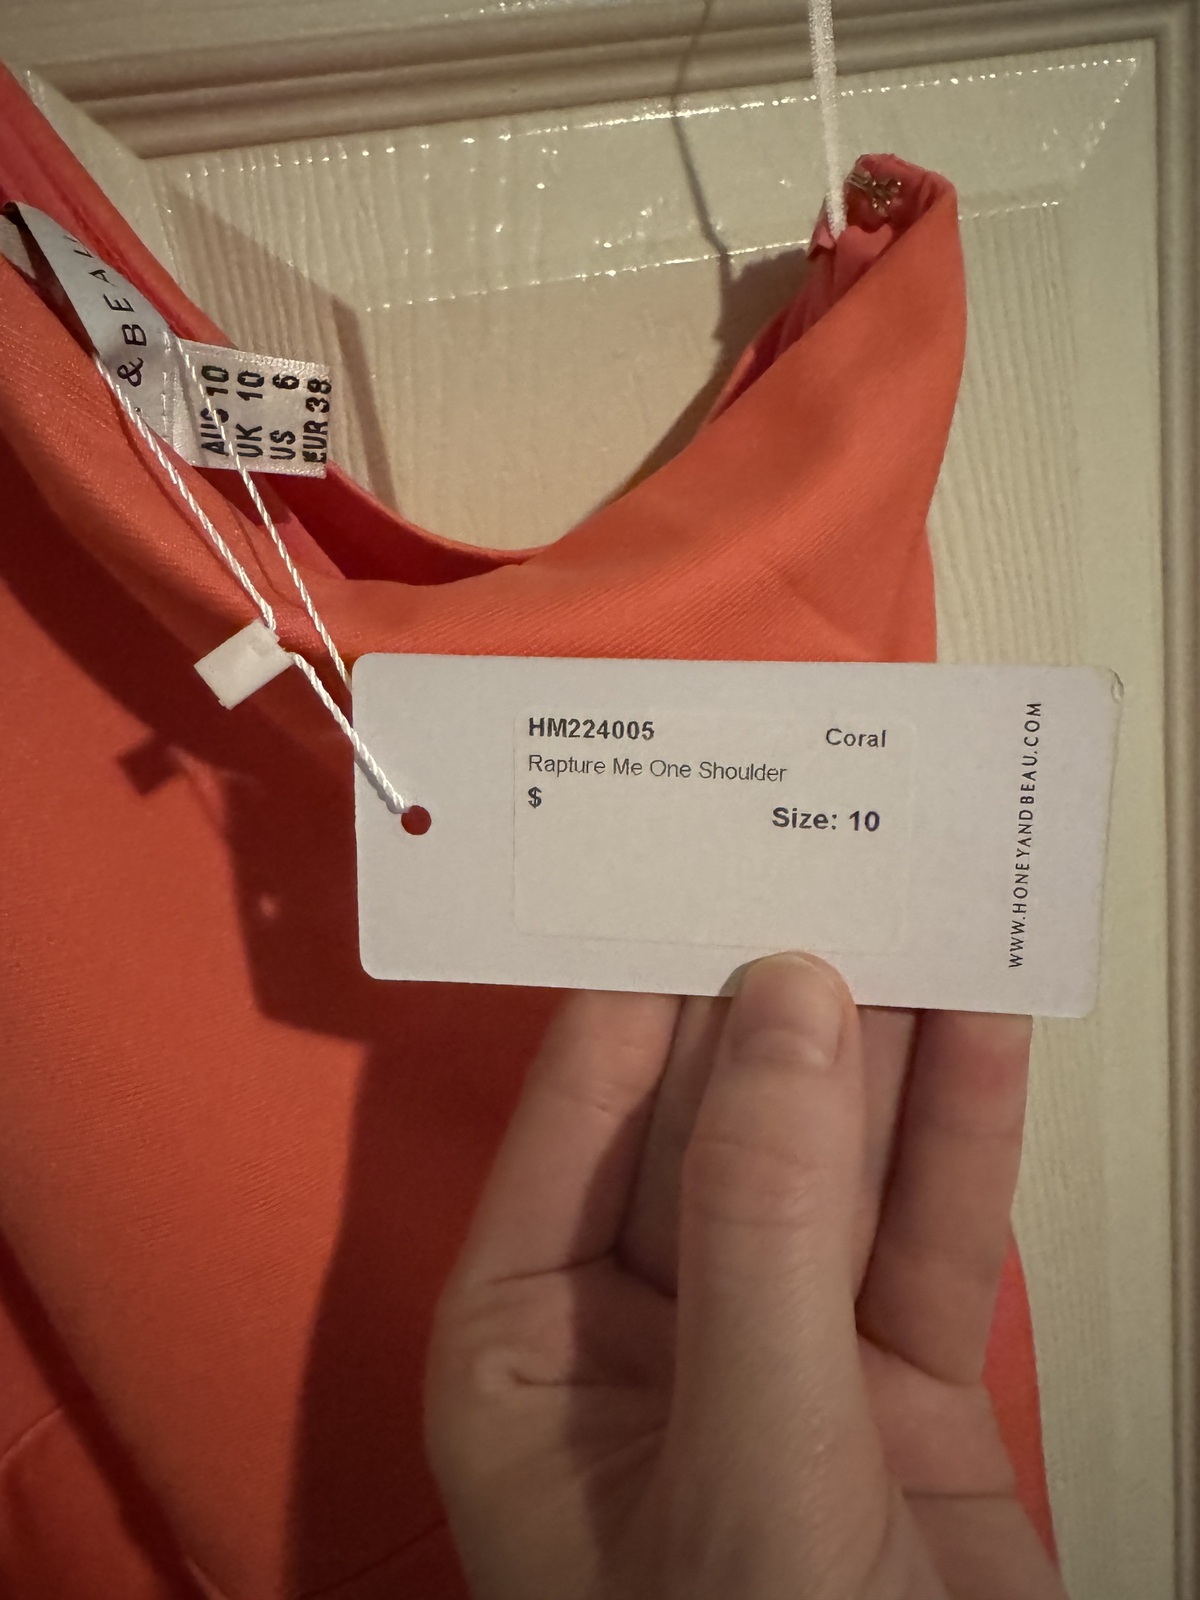 & BEAU
AUS 10
UK 10
US 6
EUR 38
HM224005
Coral
Rapture Me One Shoulder
$
Size: 10
WWW.HONEYANDBEAU.COM